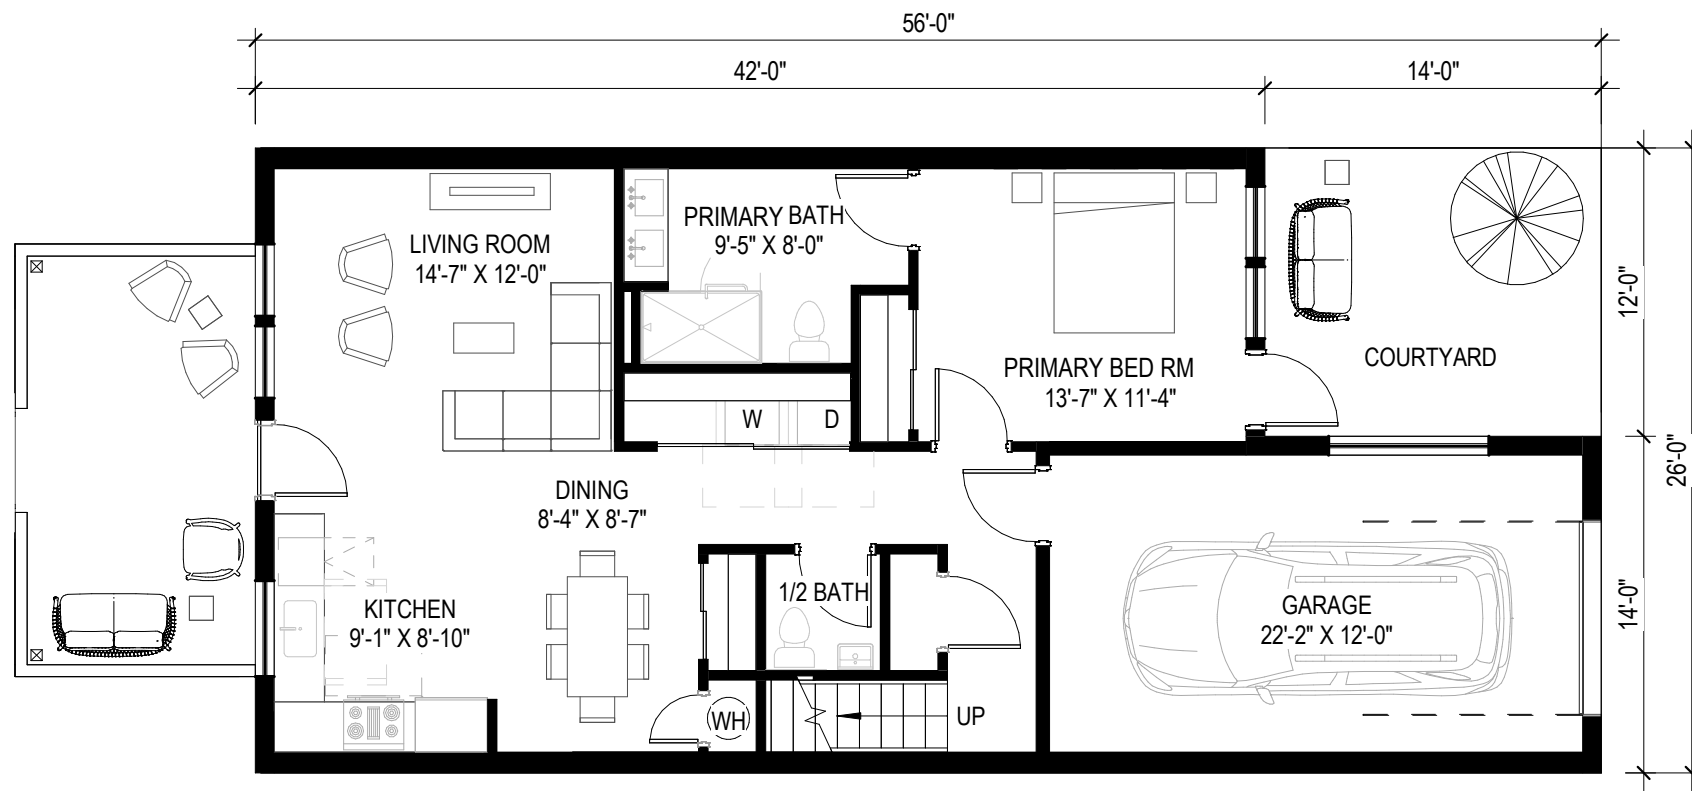 56'-0"
42'-0"
14'-0"
PRIMARY BATH
9'-5" X 8'-0"
LIVING ROOM
14'-7" X 12'-0"
12'-0"
COURTYARD
PRIMARY BED RM
13'-7" X 11'-4"
W
D
26'-0"
DINING
8'-4" X 8'-7"
1/2 BATH
KITCHEN
9'-1" X 8'-10"
GARAGE
22'-2" X 12'-0"
14'-0"
WH
UP